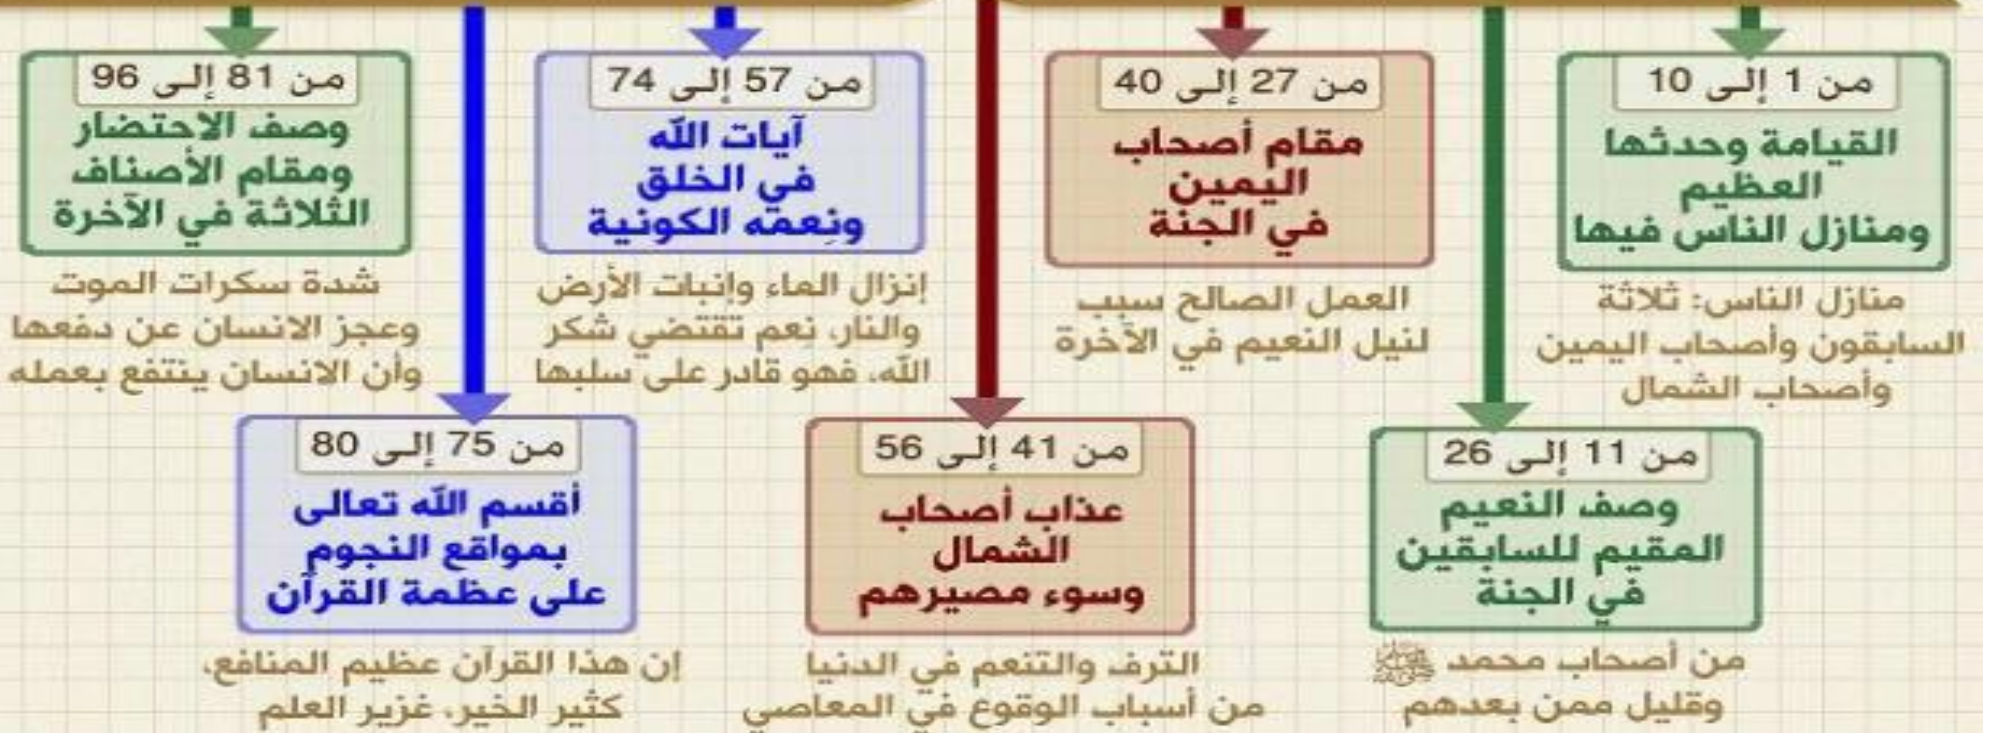 من 1 إلى 10
القيامة وحدثها
العظيم
ومنازل الناس فيها
منازل الناس: ثلاثة
السابقون وأصحاب اليمين
وأصحاب الشمال
من 11 إلى 26
وصف النعيم
المقيم للسابقين
في الجنة
من أصحاب محمد ﷺ
وقليل ممن بعدهم
من 27 إلى 40
مقام أصحاب
اليمين
في الجنة
العمل الصالح سبب
لنيل النعيم في الآخرة
من 41 إلى 56
عذاب أصحاب
الشمال
وسوء مصيرهم
الترف والتنعم في الدنيا
من أسباب الوقوع في المعاصي
من 57 إلى 74
آيات الله
في الخلق
ونِعمه الكونية
إنزال الماء وإنبات الأرض
والنار، نِعم تقتضي شكر
الله، فهو قادر على سلبها
من 75 إلى 80
أقسم الله تعالى
بمواقع النجوم
على عظمة القرآن
إن هذا القرآن عظيم المنافع،
كثير الخير، غزير العلم
من 81 إلى 96
وصف الاحتضار
ومقام الأصناف
الثلاثة في الآخرة
شدة سكرات الموت
وعجز الانسان عن دفعها
وأن الانسان ينتفع بعمله